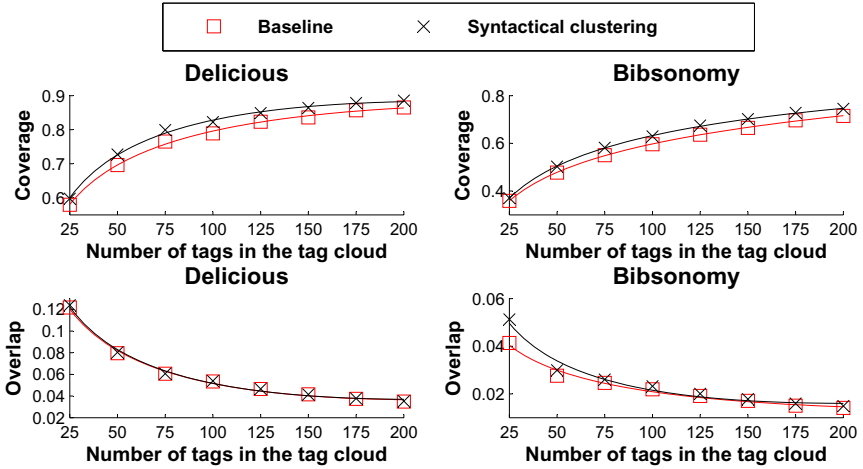 Baseline
Syntactical clustering
Delicious
Bibsonomy
Coverage
0.9
0.8
0.7
0.6
25 50 75 100 125 150 175 200
Number of tags in the tag cloud
Coverage
0.8
0.6
0.4
25 50 75 100 125 150 175 200
Number of tags in the tag cloud
Delicious
Bibsonomy
Overlap
0.12
0.1
0.08
0.06
0.04
0.02
25 50 75 100 125 150 175 200
Number of tags in the tag cloud
Overlap
0.06
0.04
0.02
25 50 75 100 125 150 175 200
Number of tags in the tag cloud